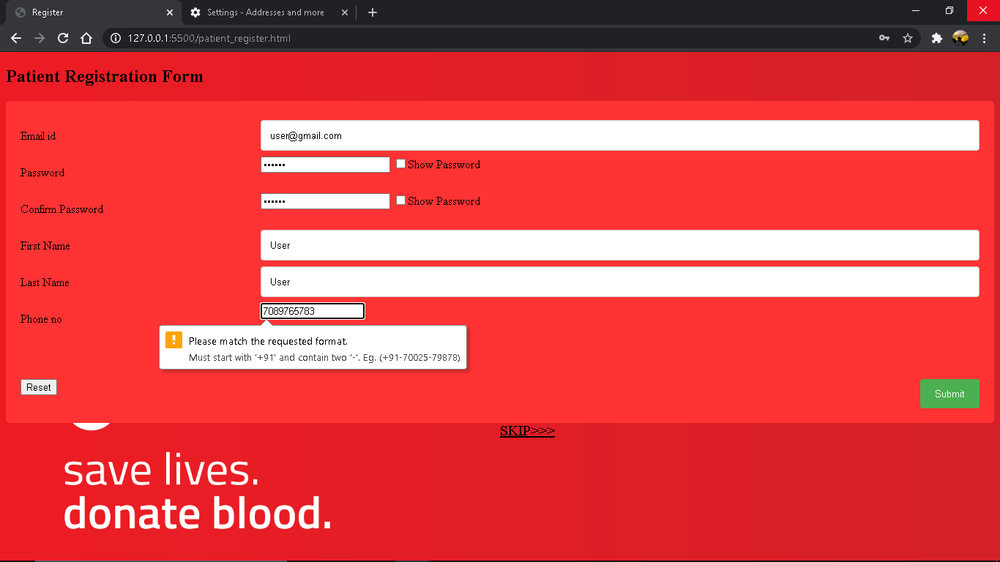 Register
Settings - Addresses and more
127.0.0.1:5500/patient_register.html
Patient Registration Form
Email id
user@gmail.com
Password
••••••
Show Password
Confirm Password
••••••
Show Password
First Name
User
Last Name
User
Phone no
7089765783
Please match the requested format.
Must start with '+91' and contain two '-'. Eg. (+91-70025-79878)
Reset
Submit
SKIP>>>
save lives.
donate blood.